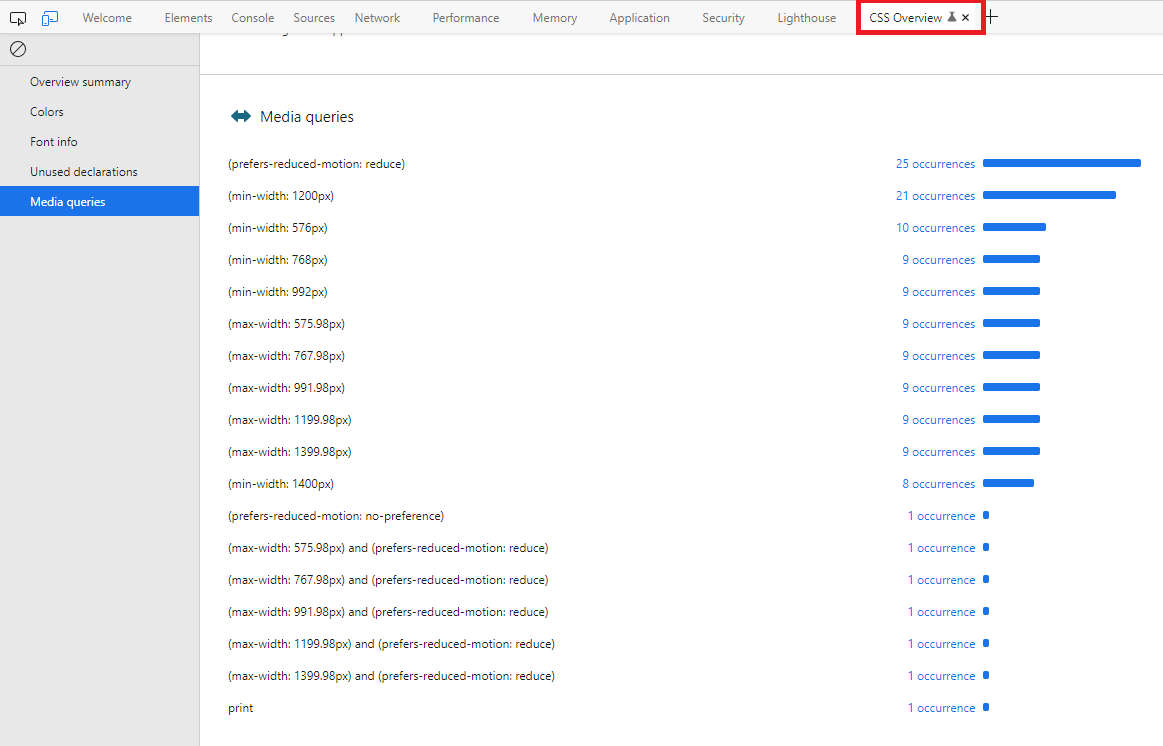 Welcome Elements Console Sources Network Performance Memory Application Security Lighthouse CSS Overview
Overview summary
Colors
Font info
Unused declarations
Media queries
Media queries
(prefers-reduced-motion: reduce) 25 occurrences
(min-width: 1200px) 21 occurrences
(min-width: 576px) 10 occurrences
(min-width: 768px) 9 occurrences
(min-width: 992px) 9 occurrences
(max-width: 575.98px) 9 occurrences
(max-width: 767.98px) 9 occurrences
(max-width: 991.98px) 9 occurrences
(max-width: 1199.98px) 9 occurrences
(max-width: 1399.98px) 9 occurrences
(min-width: 1400px) 8 occurrences
(prefers-reduced-motion: no-preference) 1 occurrence
(max-width: 575.98px) and (prefers-reduced-motion: reduce) 1 occurrence
(max-width: 767.98px) and (prefers-reduced-motion: reduce) 1 occurrence
(max-width: 991.98px) and (prefers-reduced-motion: reduce) 1 occurrence
(max-width: 1199.98px) and (prefers-reduced-motion: reduce) 1 occurrence
(max-width: 1399.98px) and (prefers-reduced-motion: reduce) 1 occurrence
print 1 occurrence